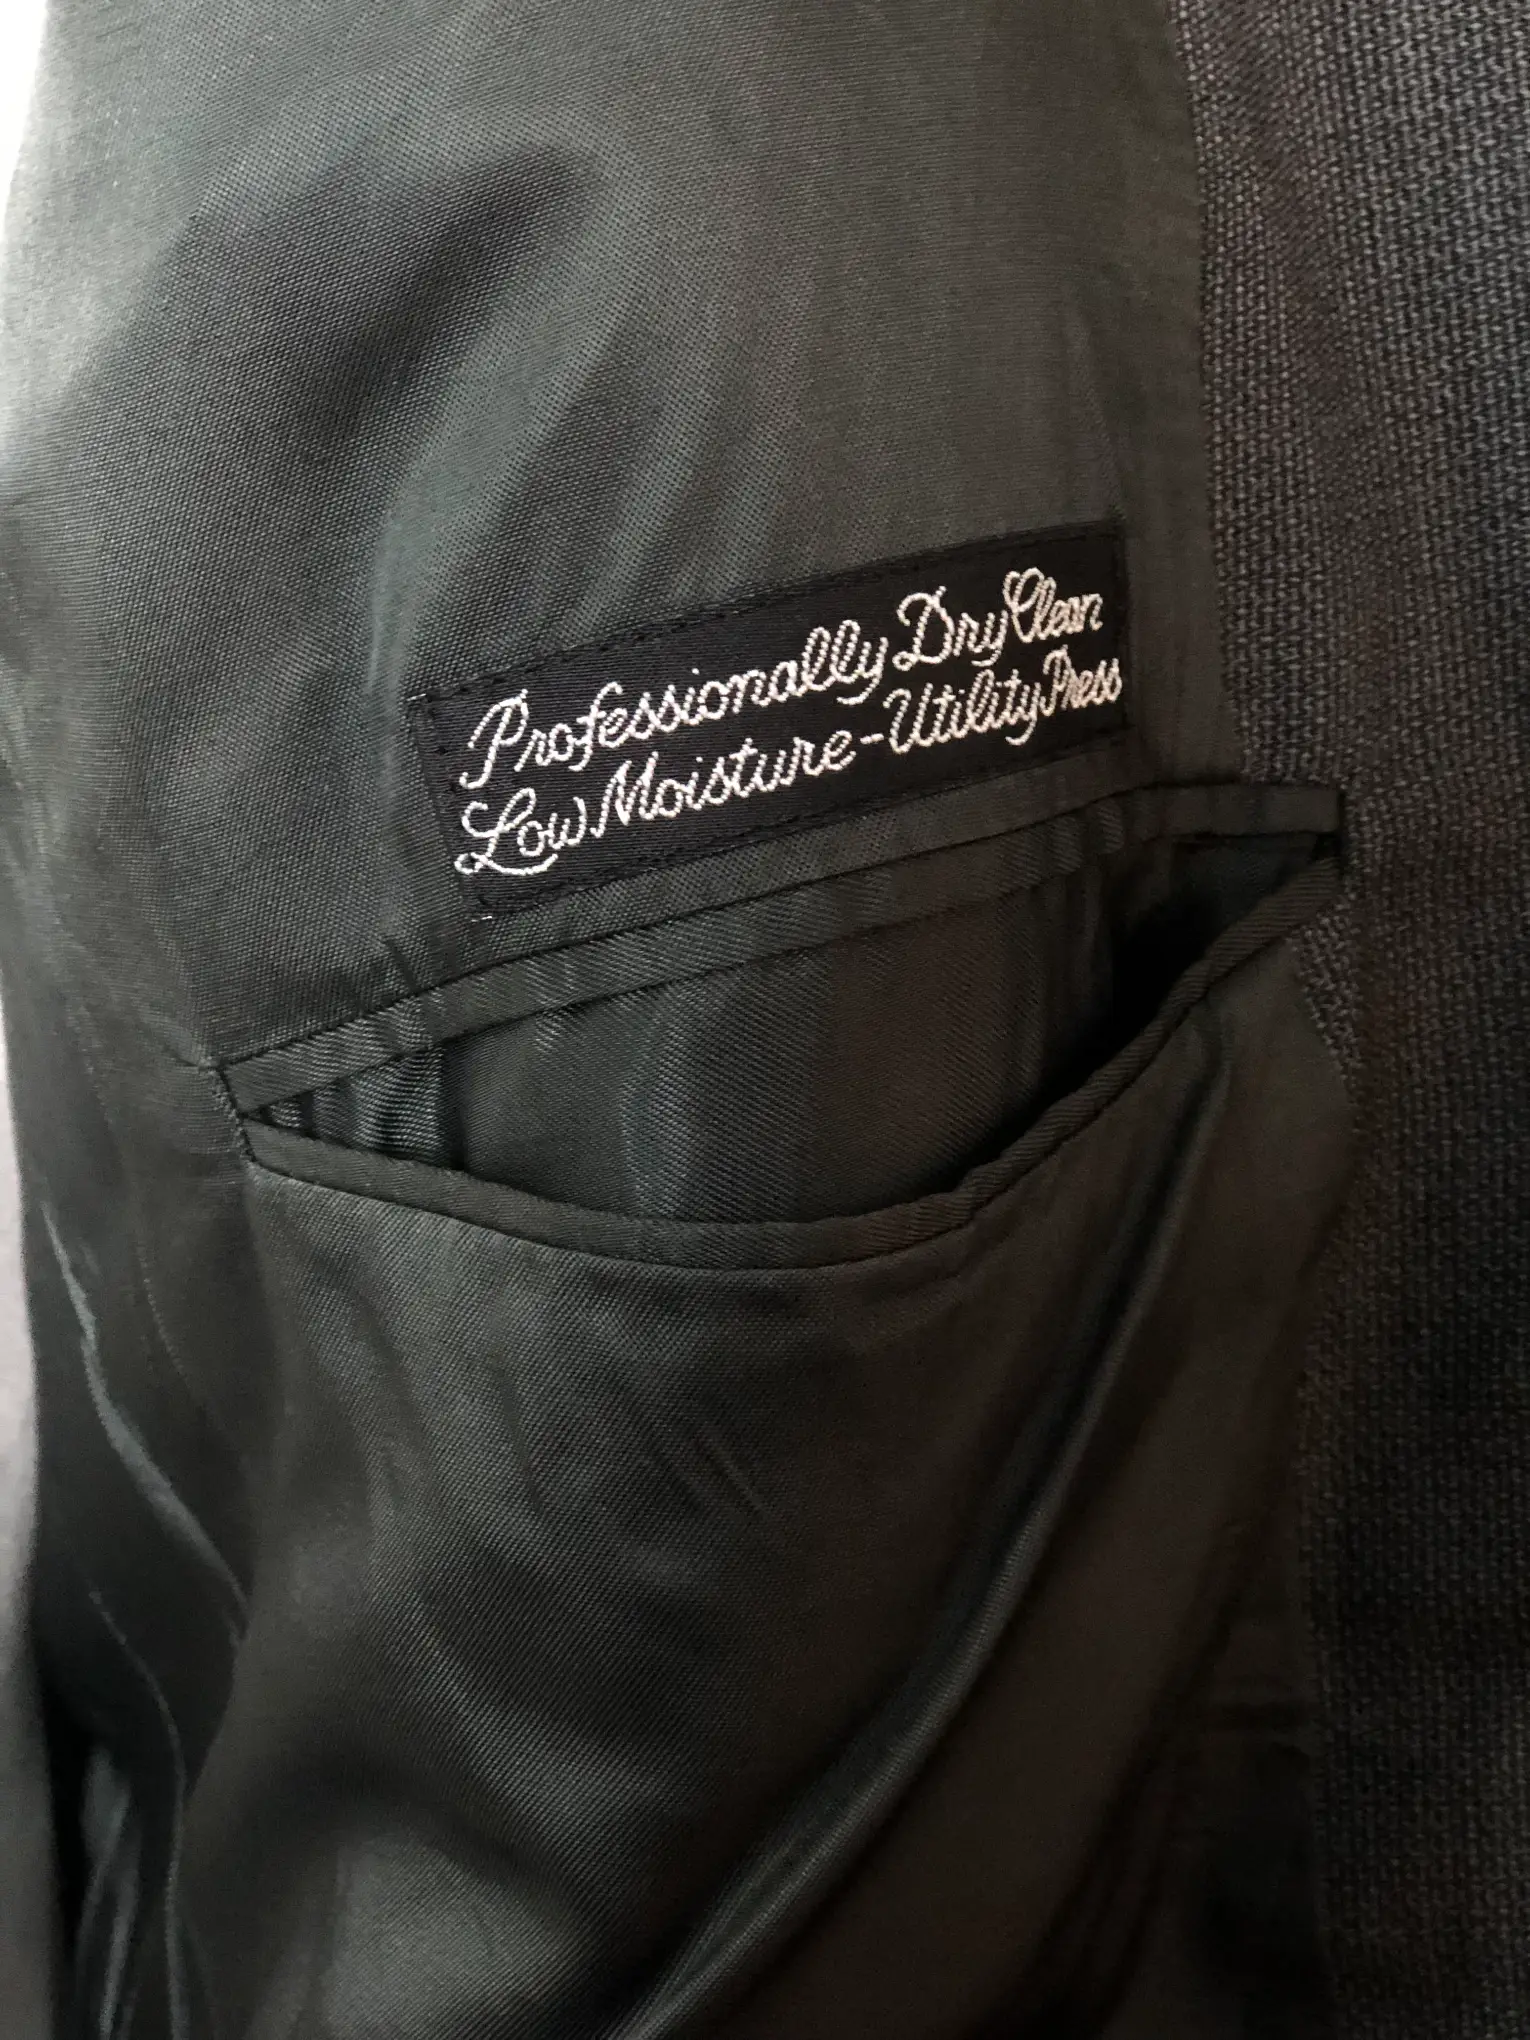 Professionally Dry Clean
Low Moisture-Utility Press